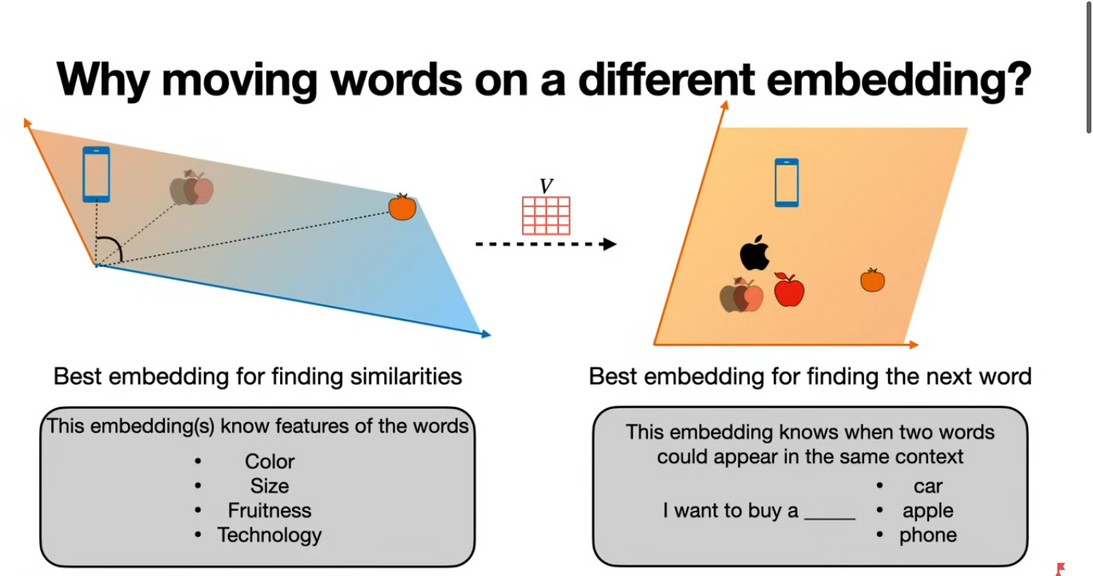 Why moving words on a different embedding?
V
Best embedding for finding similarities
Best embedding for finding the next word
This embedding(s) know features of the words
• Color
• Size
• Fruitness
• Technology
This embedding knows when two words
could appear in the same context
• car
I want to buy a _____ • apple
• phone